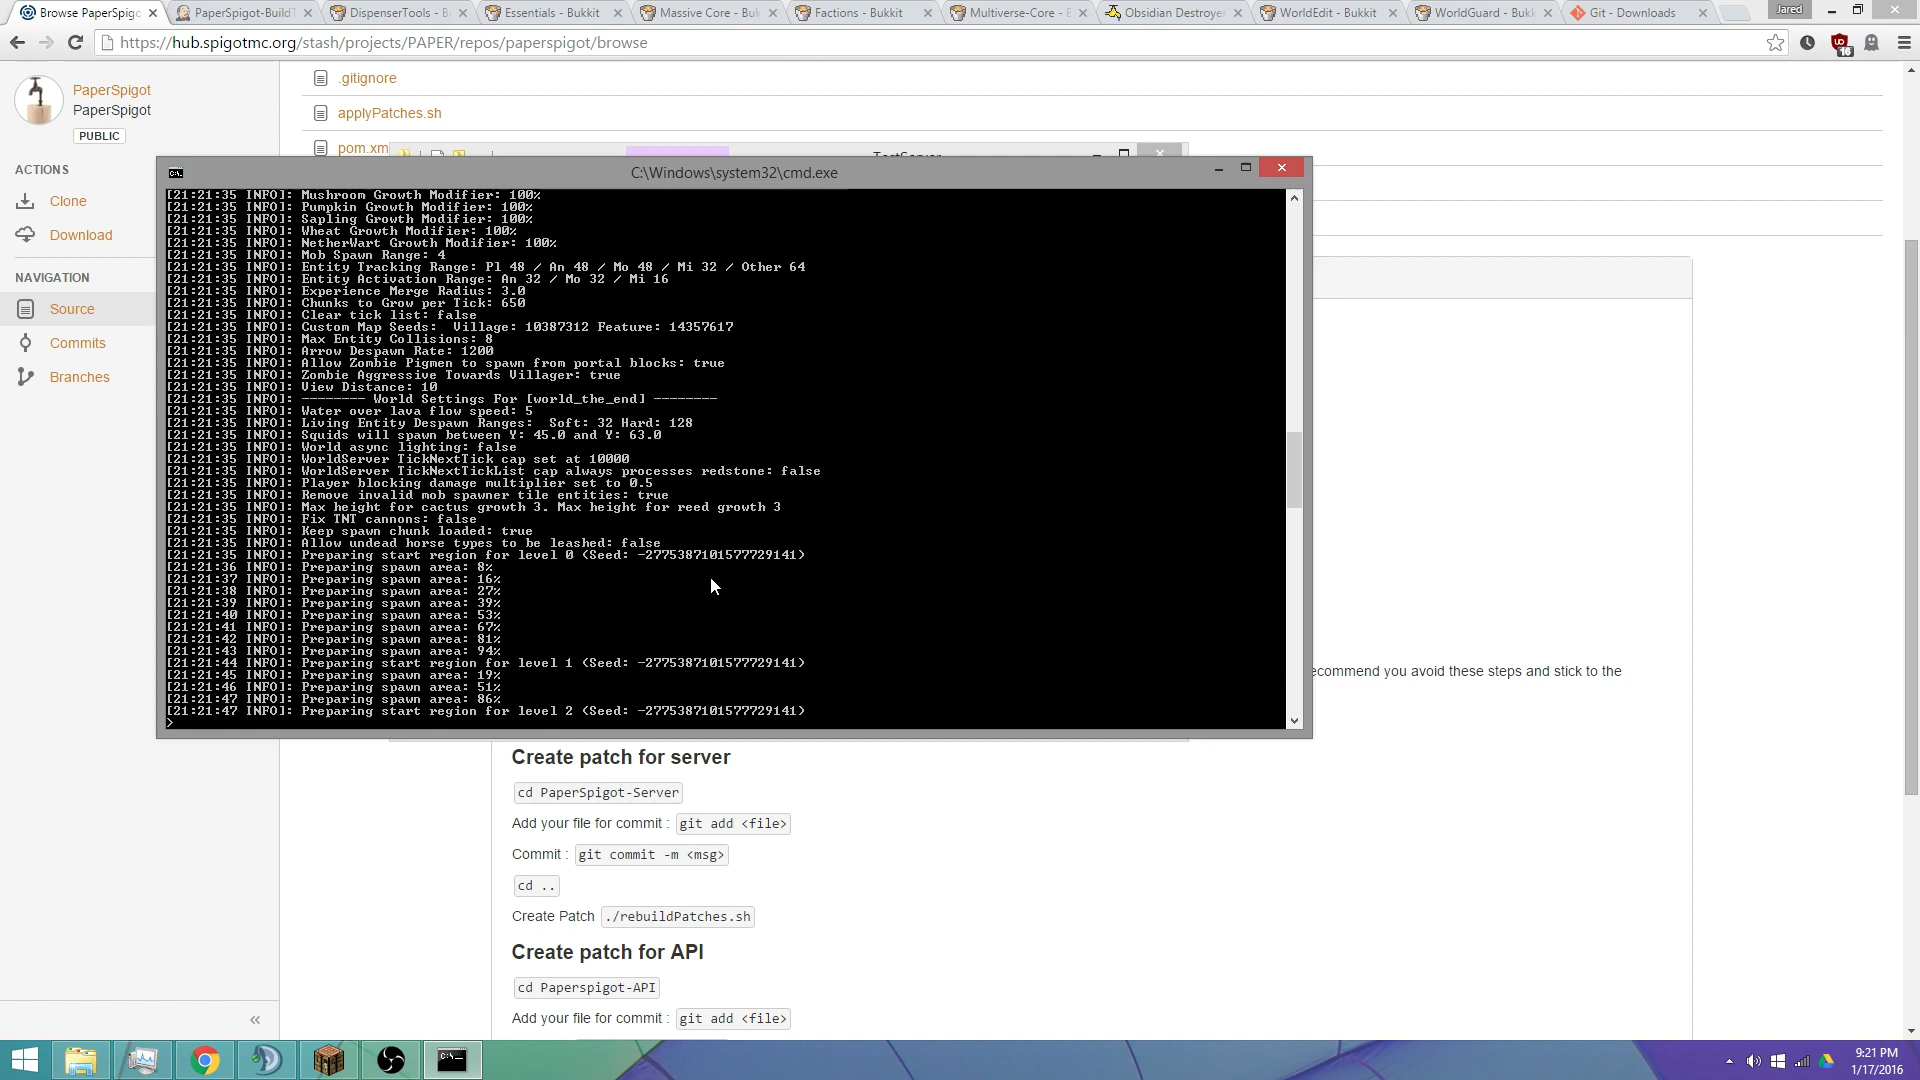 Browse PaperSpigo
PaperSpigot-BuildT
DispenserTools - B
Essentials - Bukkit
Massive Core - Bu
Factions - Bukkit
Multiverse-Core - E
Obsidian Destroyer
WorldEdit - Bukkit
WorldGuard - Bukk
Git - Downloads
Jared
https://hub.spigotmc.org/stash/projects/PAPER/repos/paperspigot/browse
16
PaperSpigot
PaperSpigot
PUBLIC
ACTIONS
Clone
Download
NAVIGATION
Source
Commits
Branches
.gitignore
applyPatches.sh
pom.xm
TestServer
C:\Windows\system32\cmd.exe
[21:21:35 INFO]: Mushroom Growth Modifier: 100%
[21:21:35 INFO]: Pumpkin Growth Modifier: 100%
[21:21:35 INFO]: Sapling Growth Modifier: 100%
[21:21:35 INFO]: Wheat Growth Modifier: 100%
[21:21:35 INFO]: NetherWart Growth Modifier: 100%
[21:21:35 INFO]: Mob Spawn Range: 4
[21:21:35 INFO]: Entity Tracking Range: Pl 48 / An 48 / Mo 48 / Mi 32 / Other 64
[21:21:35 INFO]: Entity Activation Range: An 32 / Mo 32 / Mi 16
[21:21:35 INFO]: Experience Merge Radius: 3.0
[21:21:35 INFO]: Chunks to Grow per Tick: 650
[21:21:35 INFO]: Clear tick list: false
[21:21:35 INFO]: Custom Map Seeds:  Village: 10387312 Feature: 14357617
[21:21:35 INFO]: Max Entity Collisions: 8
[21:21:35 INFO]: Arrow Despawn Rate: 1200
[21:21:35 INFO]: Allow Zombie Pigmen to spawn from portal blocks: true
[21:21:35 INFO]: Zombie Aggressive Towards Villager: true
[21:21:35 INFO]: View Distance: 10
[21:21:35 INFO]: -------- World Settings For [world_the_end] --------
[21:21:35 INFO]: Water over lava flow speed: 5
[21:21:35 INFO]: Living Entity Despawn Ranges:  Soft: 32 Hard: 128
[21:21:35 INFO]: Squids will spawn between Y: 45.0 and Y: 63.0
[21:21:35 INFO]: World async lighting: false
[21:21:35 INFO]: WorldServer TickNextTick cap set at 10000
[21:21:35 INFO]: WorldServer TickNextTickList cap always processes redstone: false
[21:21:35 INFO]: Player blocking damage multiplier set to 0.5
[21:21:35 INFO]: Remove invalid mob spawner tile entities: true
[21:21:35 INFO]: Max height for cactus growth 3. Max height for reed growth 3
[21:21:35 INFO]: Fix TNT cannons: false
[21:21:35 INFO]: Keep spawn chunk loaded: true
[21:21:35 INFO]: Allow undead horse types to be leashed: false
[21:21:35 INFO]: Preparing start region for level 0 (Seed: -2775387101577729141)
[21:21:36 INFO]: Preparing spawn area: 8%
[21:21:37 INFO]: Preparing spawn area: 16%
[21:21:38 INFO]: Preparing spawn area: 27%
[21:21:39 INFO]: Preparing spawn area: 39%
[21:21:40 INFO]: Preparing spawn area: 53%
[21:21:41 INFO]: Preparing spawn area: 67%
[21:21:42 INFO]: Preparing spawn area: 81%
[21:21:43 INFO]: Preparing spawn area: 94%
[21:21:44 INFO]: Preparing start region for level 1 (Seed: -2775387101577729141)
[21:21:45 INFO]: Preparing spawn area: 19%
[21:21:46 INFO]: Preparing spawn area: 51%
[21:21:47 INFO]: Preparing spawn area: 86%
[21:21:47 INFO]: Preparing start region for level 2 (Seed: -2775387101577729141)
>
ecommend you avoid these steps and stick to the
Create patch for server
cd PaperSpigot-Server
Add your file for commit : git add <file>
Commit : git commit -m <msg>
cd ..
Create Patch ./rebuildPatches.sh
Create patch for API
cd Paperspigot-API
Add your file for commit : git add <file>
9:21 PM
1/17/2016